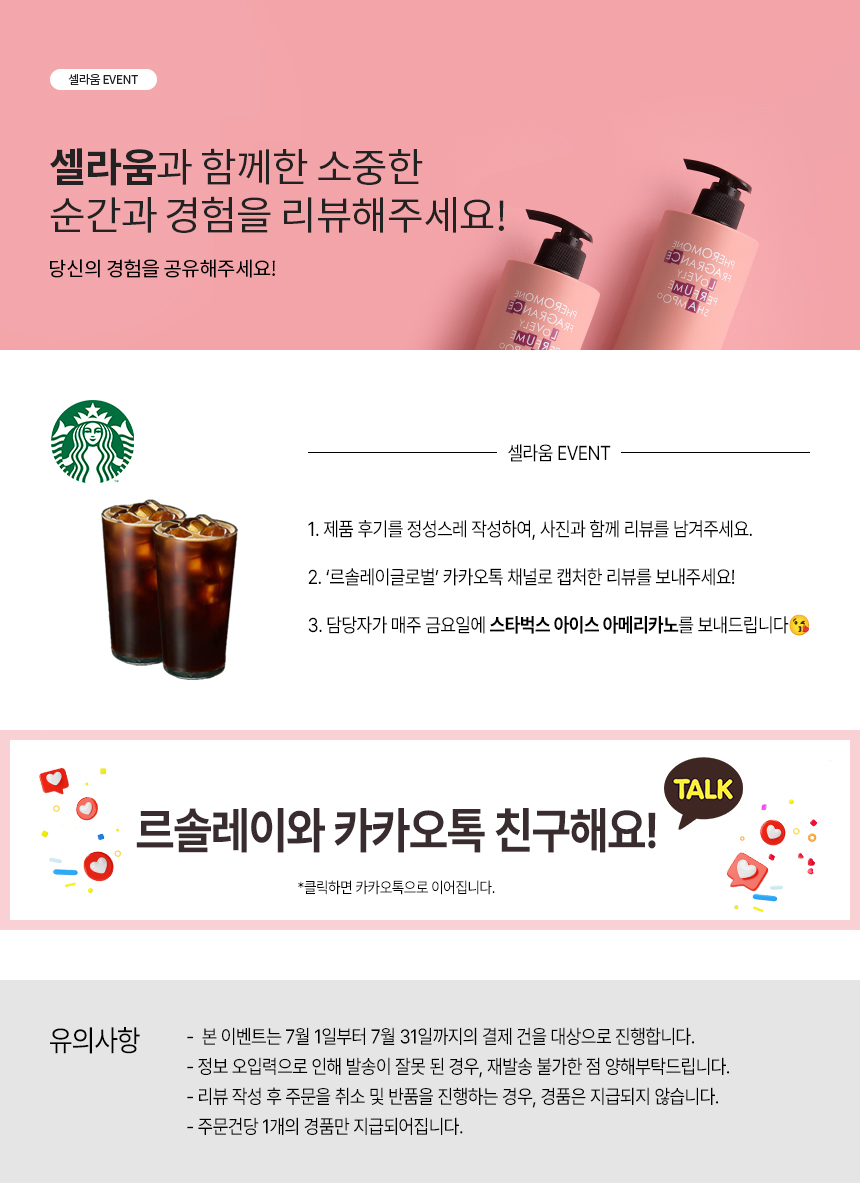 셀라움 EVENT
셀라움과 함께한 소중한
순간과 경험을 리뷰해주세요!
당신의 경험을 공유해주세요!
PHEROMONE
FRAGRANCE
LOVELY
PERFUME
SHAMPOO
PHEROMONE
FRAGRANCE
LOVELY
PERFUME
셀라움 EVENT
1. 제품 후기를 정성스레 작성하여, 사진과 함께 리뷰를 남겨주세요.
2. ‘르솔레이글로벌’ 카카오톡 채널로 캡처한 리뷰를 보내주세요!
3. 담당자가 매주 금요일에 스타벅스 아이스 아메리카노를 보내드립니다😘
TALK
르솔레이와 카카오톡 친구해요!
*클릭하면 카카오톡으로 이어집니다.
유의사항
- 본 이벤트는 7월 1일부터 7월 31일까지의 결제 건을 대상으로 진행합니다.
- 정보 오입력으로 인해 발송이 잘못 된 경우, 재발송 불가한 점 양해부탁드립니다.
- 리뷰 작성 후 주문을 취소 및 반품을 진행하는 경우, 경품은 지급되지 않습니다.
- 주문건당 1개의 경품만 지급되어집니다.